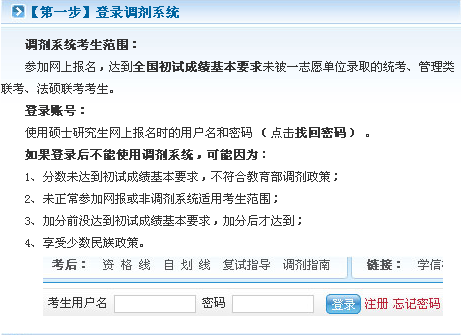 【第一步】登录调剂系统
调剂系统考生范围：
参加网上报名，达到全国初试成绩基本要求未被一志愿单位录取的统考、管理类
联考、法硕联考考生。
登录账号：
使用硕士研究生网上报名时的用户名和密码（点击找回密码）。
如果登录后不能使用调剂系统，可能因为：
1、分数未达到初试成绩基本要求，不符合教育部调剂政策；
2、未正常参加网报或非调剂系统适用考生范围；
3、加分前没达到初试成绩基本要求，加分后才达到；
4、享受少数民族政策。
考后： 资 格 线 自 划 线 复试指导 调剂指南 链接： 学信
考生用户名 密码 登录 注册 忘记密码